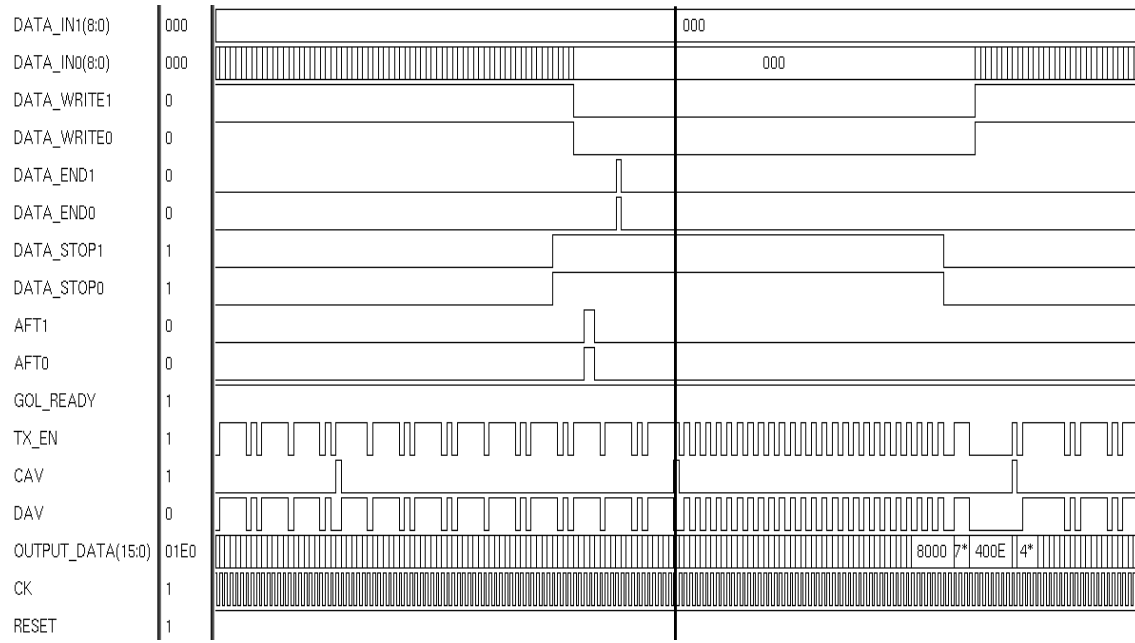 DATA_IN1(8:0) 000 000
DATA_IN0(8:0) 000 000
DATA_WRITE1 0
DATA_WRITE0 0
DATA_END1 0
DATA_END0 0
DATA_STOP1 1
DATA_STOP0 1
AFT1 0
AFT0 0
GOL_READY 1
TX_EN 1
CAV 1
DAV 0
OUTPUT_DATA(15:0) 01E0 8000 7* 400E 4*
CK 1
RESET 1